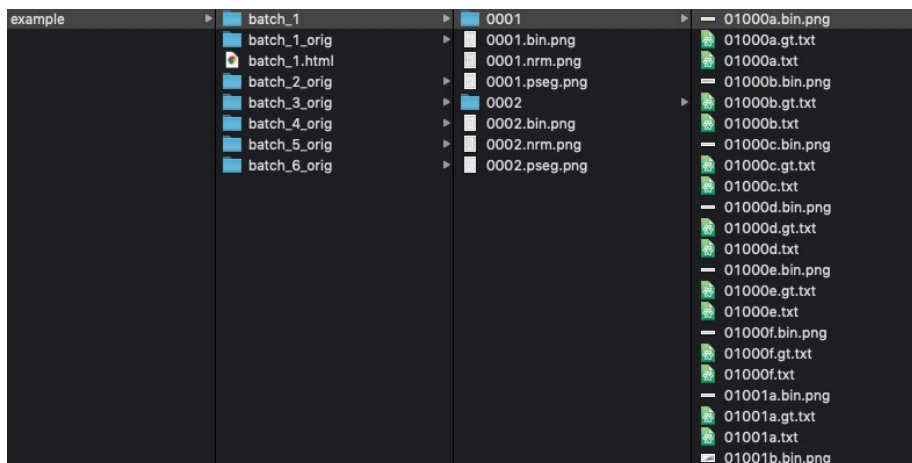 example
batch_1
batch_1_orig
batch_1.html
batch_2_orig
batch_3_orig
batch_4_orig
batch_5_orig
batch_6_orig
0001
0001.bin.png
0001.nrm.png
0001.pseg.png
0002
0002.bin.png
0002.nrm.png
0002.pseg.png
01000a.bin.png
01000a.gt.txt
01000a.txt
01000b.bin.png
01000b.gt.txt
01000b.txt
01000c.bin.png
01000c.gt.txt
01000c.txt
01000d.bin.png
01000d.gt.txt
01000d.txt
01000e.bin.png
01000e.gt.txt
01000e.txt
01000f.bin.png
01000f.gt.txt
01000f.txt
01001a.bin.png
01001a.gt.txt
01001a.txt
01001b.bin.png